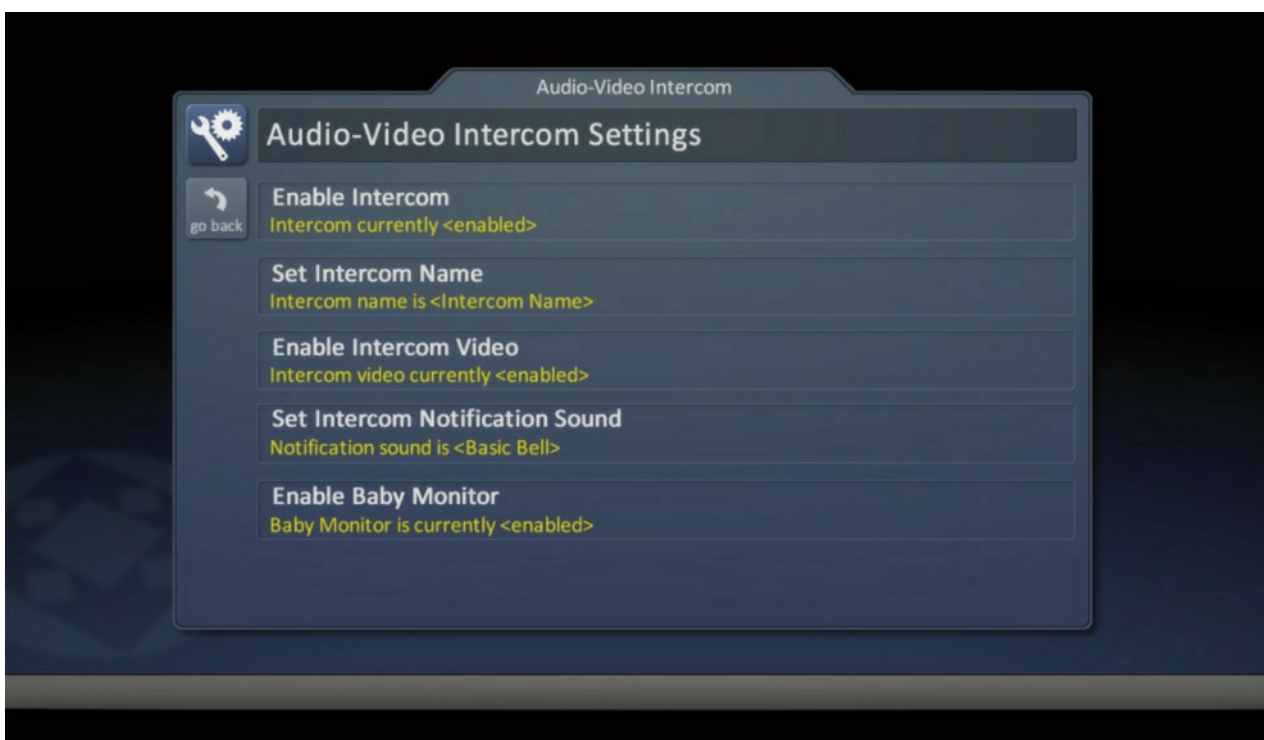 Audio-Video Intercom
Audio-Video Intercom Settings
go back
Enable Intercom
Intercom currently <enabled>
Set Intercom Name
Intercom name is <Intercom Name>
Enable Intercom Video
Intercom video currently <enabled>
Set Intercom Notification Sound
Notification sound is <Basic Bell>
Enable Baby Monitor
Baby Monitor is currently <enabled>